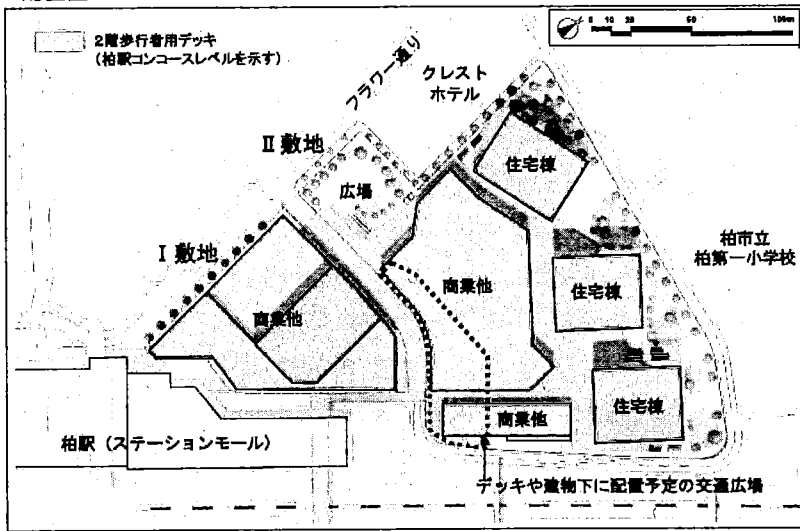 2階歩行者用デッキ
(柏駅コンコースレベルを示す)
0 10 20 50 100m
フラワー通り
クレスト
ホテル
Ⅱ敷地
広場
住宅棟
Ⅰ敷地
柏市立
柏第一小学校
商業他
商業他
住宅棟
商業他
住宅棟
柏駅(ステーションモール)
デッキや建物下に配置予定の交通広場